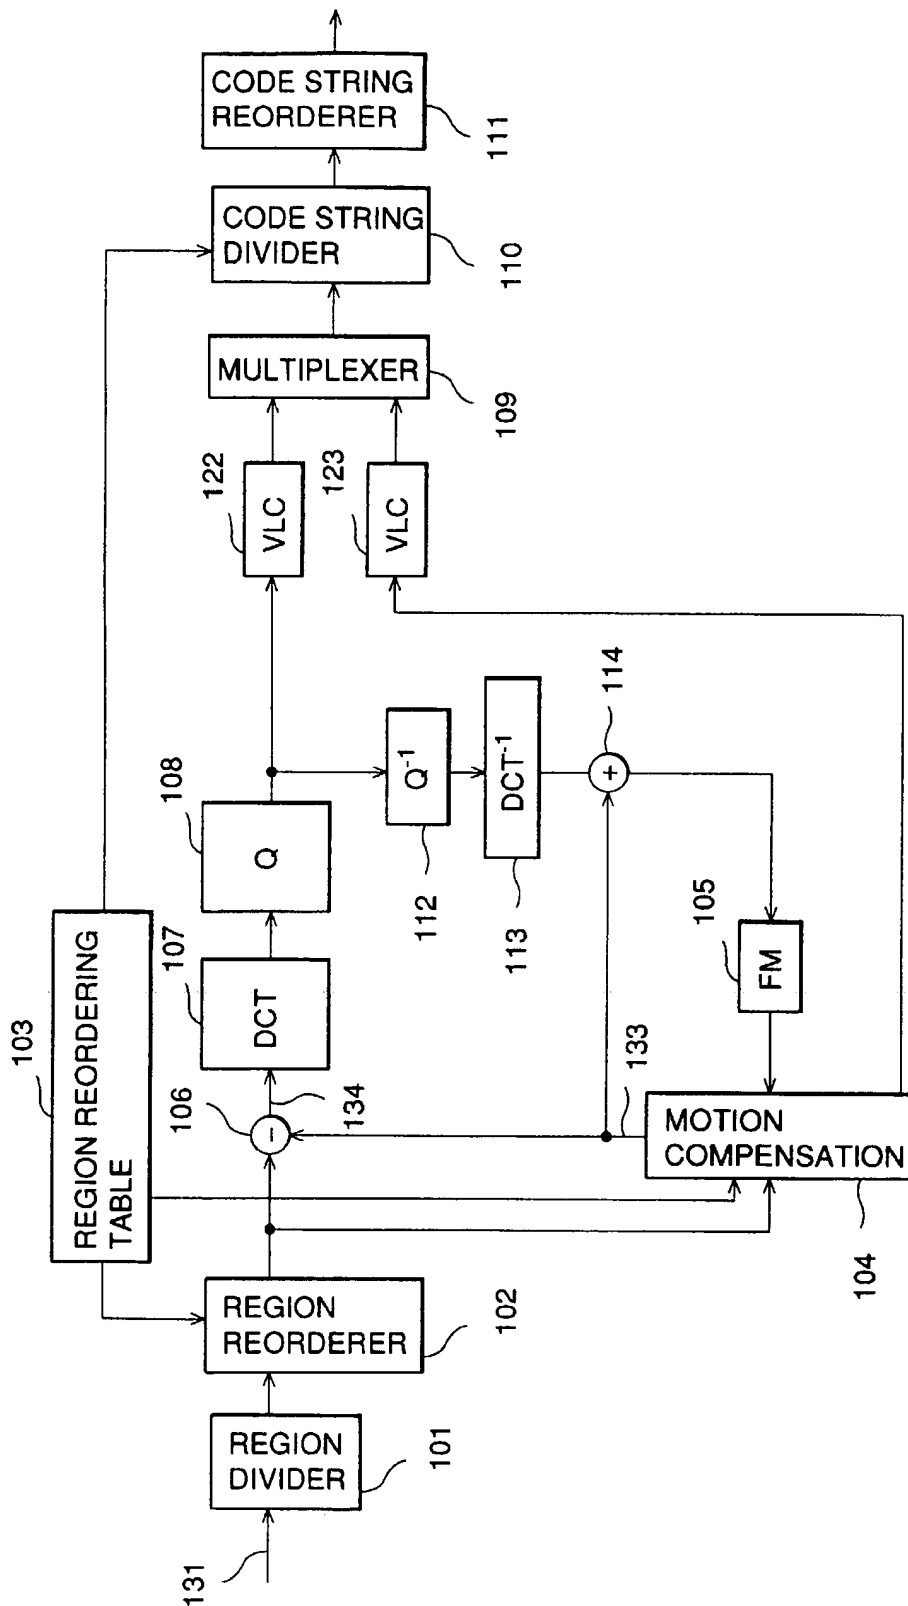 103
REGION REORDERING
TABLE
131
REGION
DIVIDER
101
REGION
REORDERER
102
106
-
134
107
DCT
108
Q
122
VLC
123
VLC
MULTIPLEXER
109
CODE STRING
DIVIDER
110
CODE STRING
REORDERER
111
Q-1
112
DCT-1
113
+
114
105
FM
133
MOTION
COMPENSATION
104